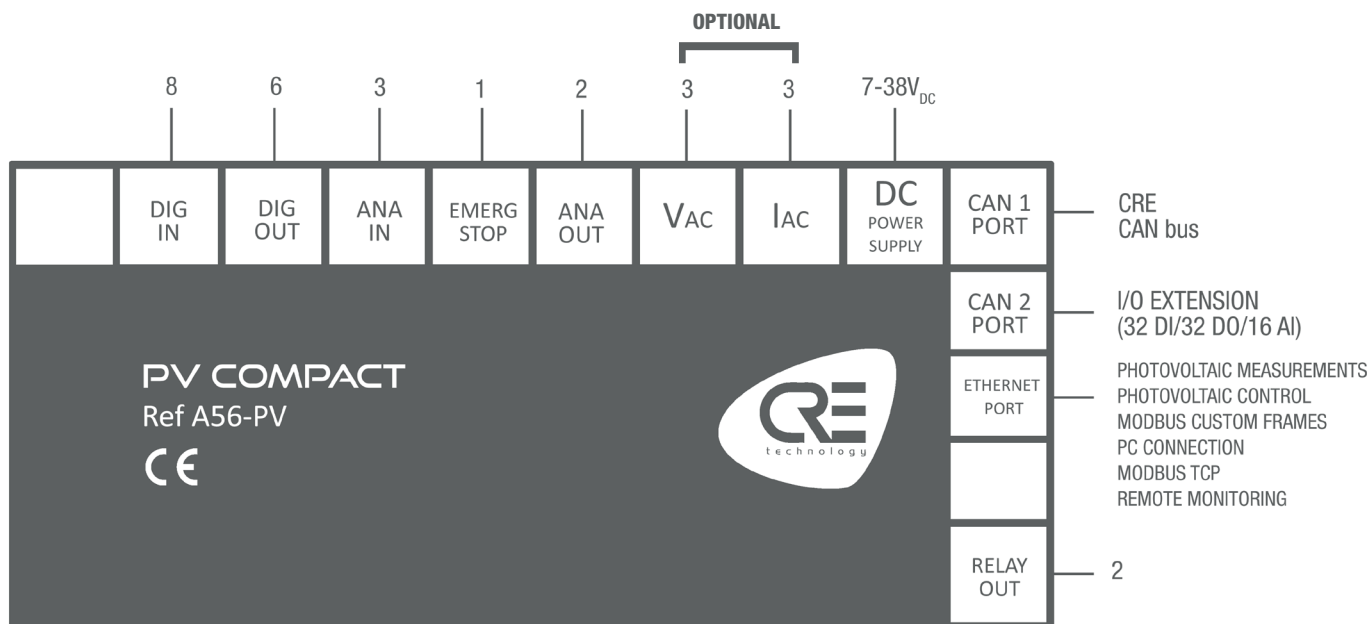 OPTIONAL
8
6
3
1
2
3
3
7-38VDC
DIG
IN
DIG
OUT
ANA
IN
EMERG
STOP
ANA
OUT
VAC
IAC
DC
POWER
SUPPLY
CAN 1
PORT
CRE
CAN bus
CAN 2
PORT
I/O EXTENSION
(32 DI/32 DO/16 AI)
PV COMPACT
Ref A56-PV
CE
CRE
technology
ETHERNET
PORT
PHOTOVOLTAIC MEASUREMENTS
PHOTOVOLTAIC CONTROL
MODBUS CUSTOM FRAMES
PC CONNECTION
MODBUS TCP
REMOTE MONITORING
RELAY
OUT
2